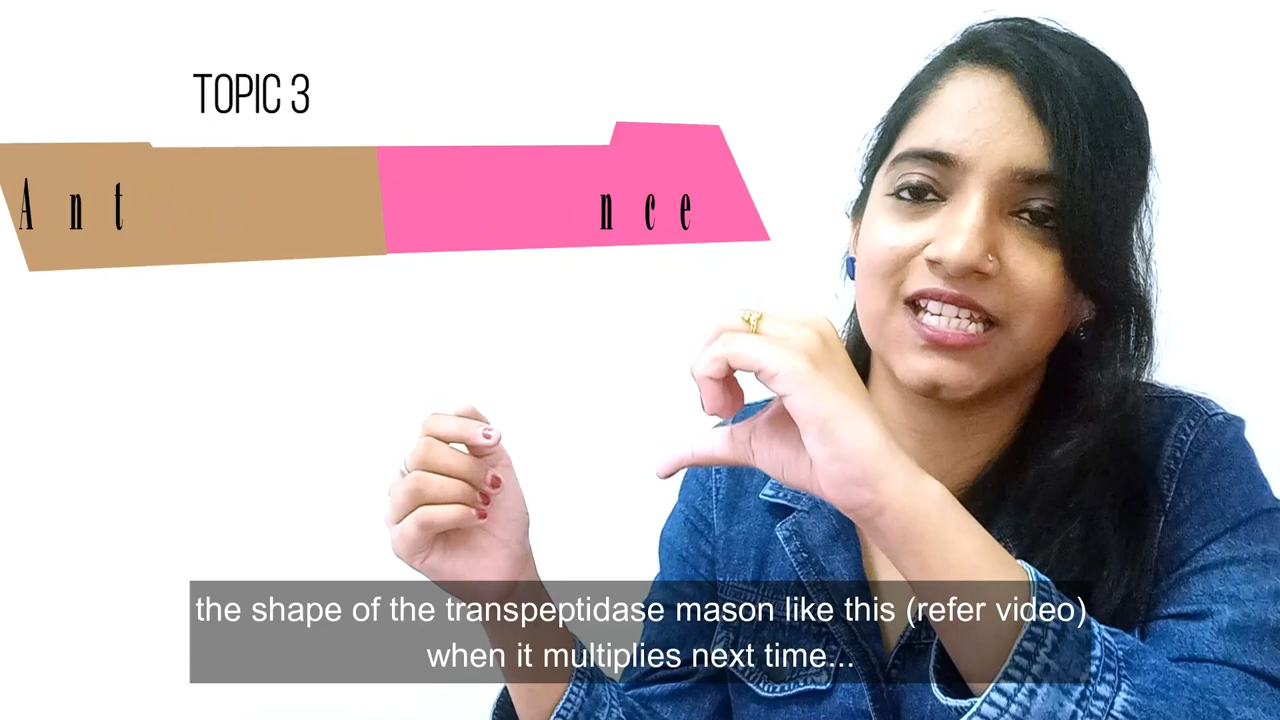 TOPIC 3
A n t n c e
the shape of the transpeptidase mason like this (refer video)
when it multiplies next time...